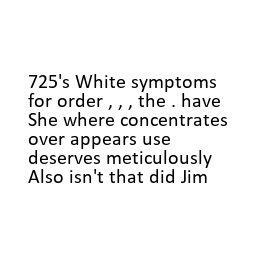 725's White symptoms
for order , , , the . have
She where concentrates
over appears use
deserves meticulously
Also isn't that did Jim